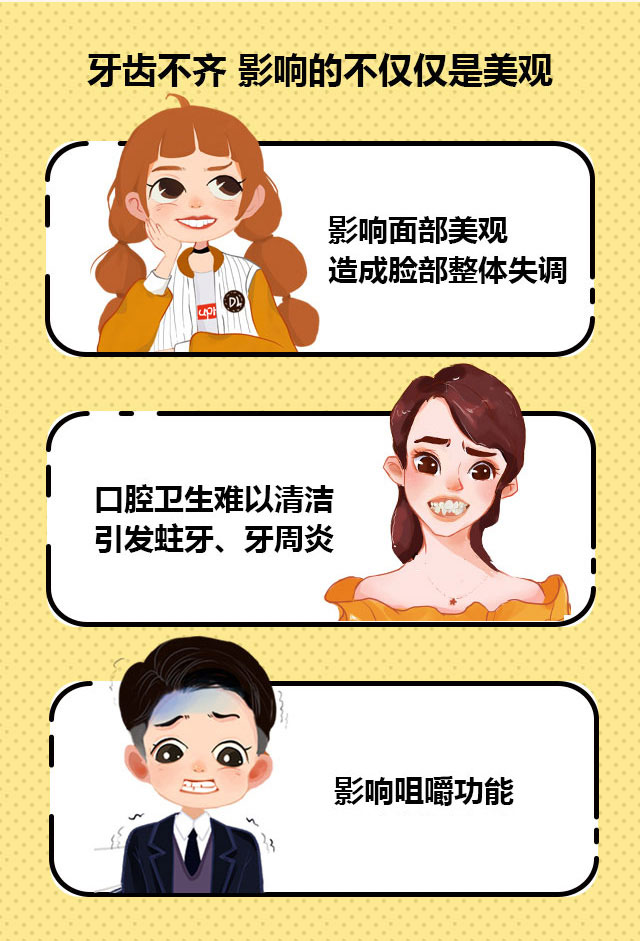 牙齿不齐 影响的不仅仅是美观
影响面部美观
造成脸部整体失调
DL
口腔卫生难以清洁
引发蛀牙、牙周炎
影响咀嚼功能